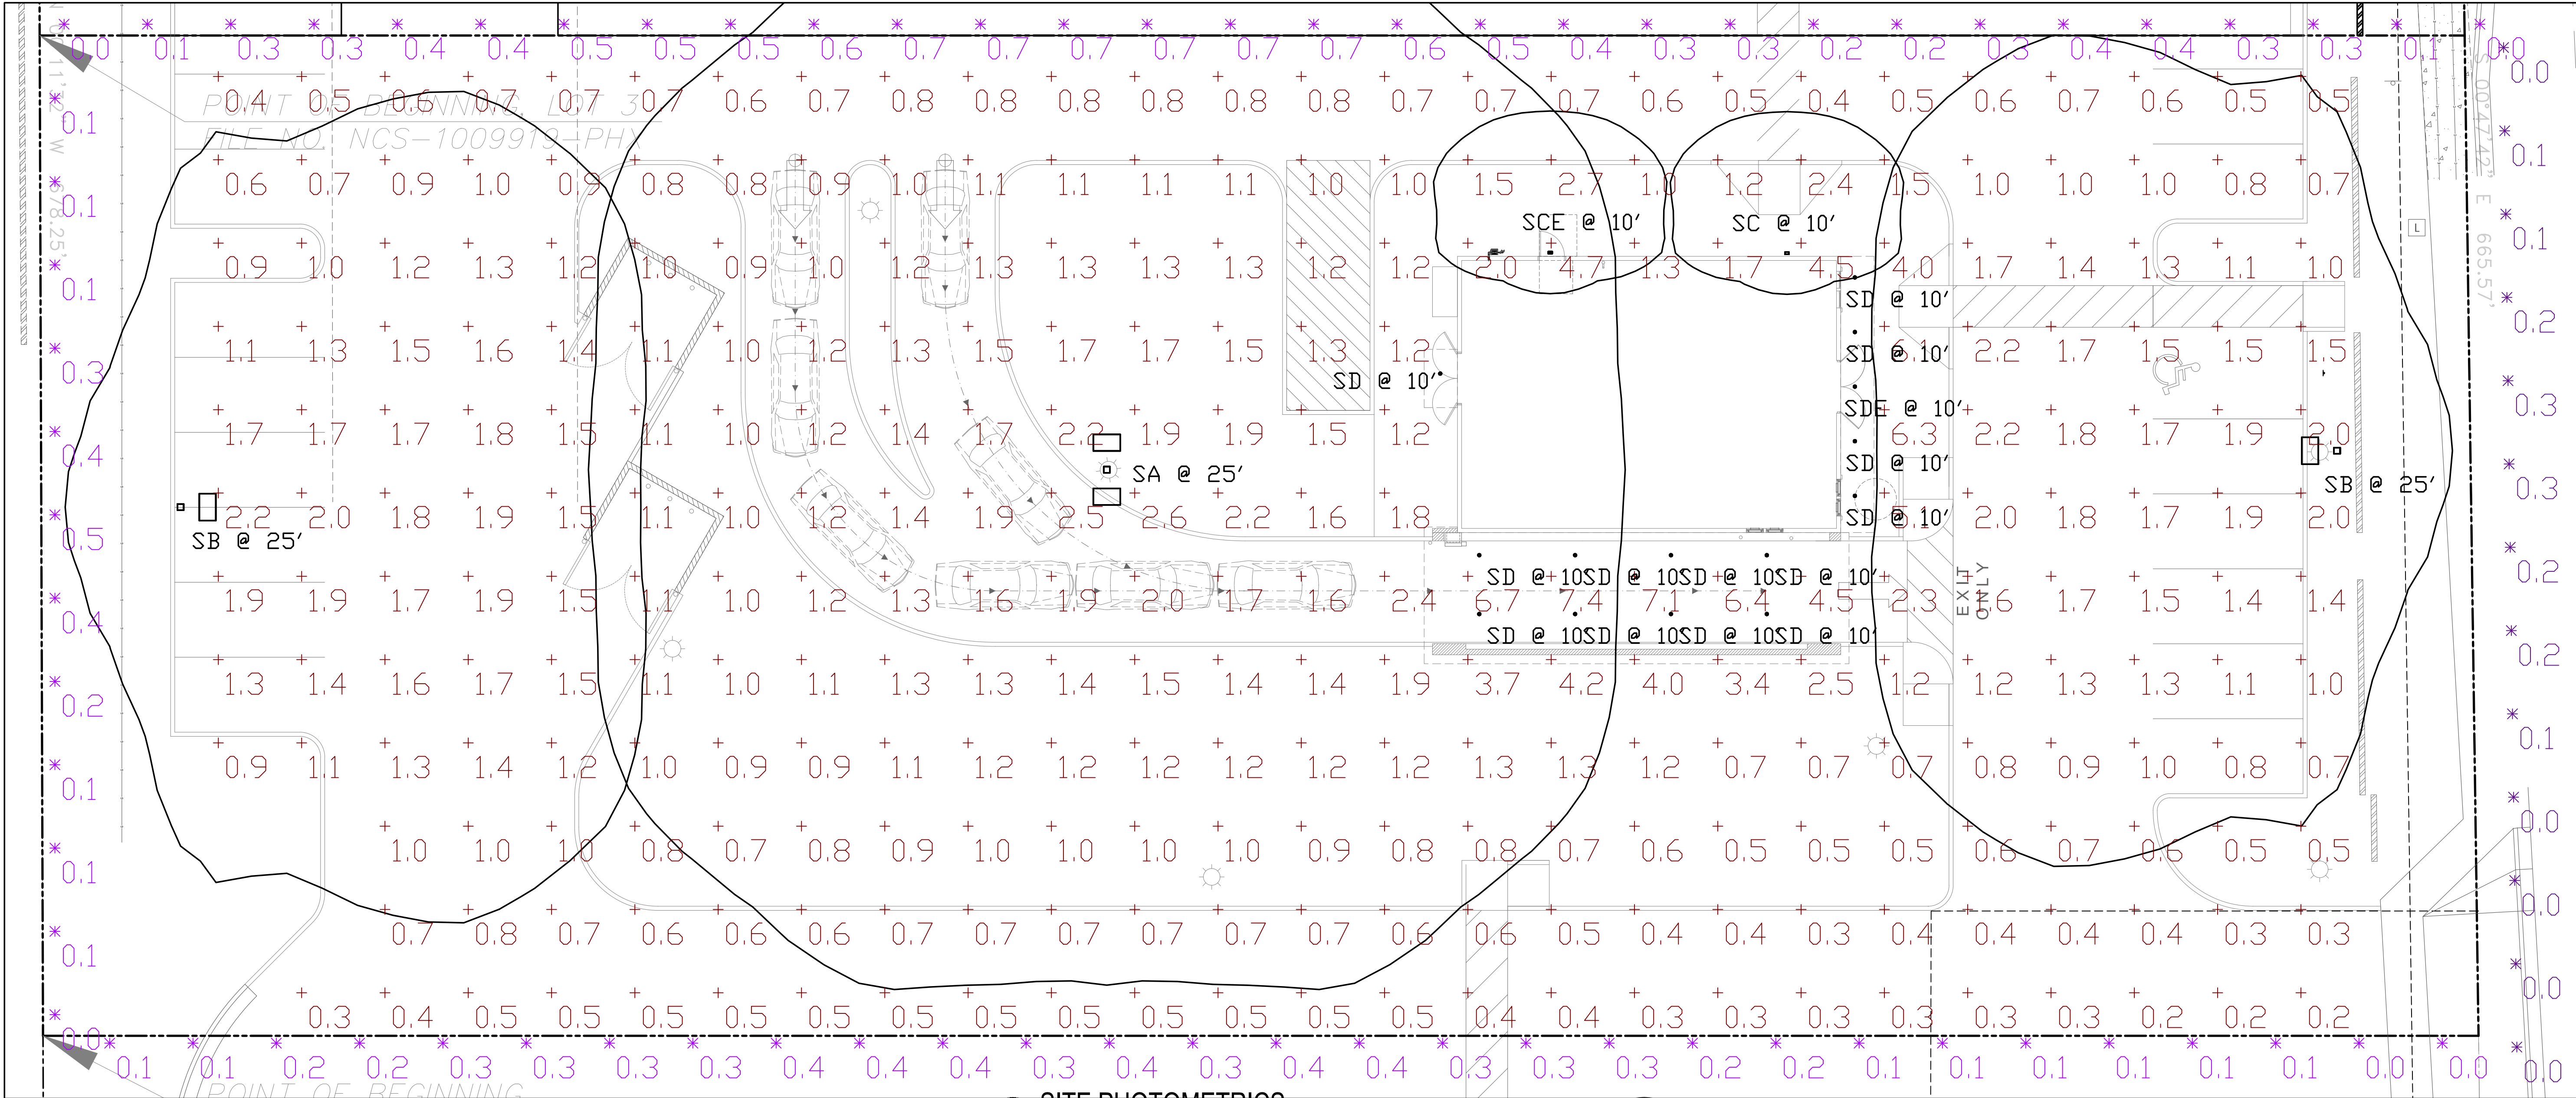 0.0 0.1 0.3 0.3 0.4 0.4 0.5 0.5 0.5 0.6 0.7 0.7 0.7 0.7 0.7 0.7 0.6 0.5 0.4 0.3 0.3 0.2 0.2 0.3 0.4 0.4 0.3 0.3 0.1 0.0
0.0
0.1 0.4 0.5 0.6 0.7 0.7 0.7 0.6 0.7 0.8 0.8 0.8 0.8 0.8 0.8 0.7 0.7 0.7 0.6 0.5 0.4 0.5 0.6 0.7 0.6 0.5 0.5
POINT OF BEGINNING, LOT 3
FILE NO. NCS-1009919-PHX
0.1
0.1 0.6 0.7 0.9 1.0 0.9 0.8 0.8 0.9 1.0 1.1 1.1 1.1 1.1 1.0 1.0 1.5 2.7 1.0 1.2 2.4 1.5 1.0 1.0 1.0 0.8 0.7
SCE @ 10' SC @ 10'
0.1
0.1 0.9 1.0 1.2 1.3 1.2 1.0 0.9 1.0 1.2 1.3 1.3 1.3 1.3 1.2 1.2 2.0 4.7 1.3 1.7 4.5 4.0 1.7 1.4 1.3 1.1 1.0
S 00°47'42" E 665.57'
L
SD @ 10'
0.2
0.3 1.1 1.3 1.5 1.6 1.4 1.1 1.0 1.2 1.3 1.5 1.7 1.7 1.5 1.3 1.2 6.1 2.2 1.7 1.5 1.5 1.5
SD @ 10'
SD @ 10'
SDE @ 10'
0.3
0.4 1.7 1.7 1.7 1.8 1.5 1.1 1.0 1.2 1.4 1.7 2.2 1.9 1.9 1.5 1.2 6.3 2.2 1.8 1.7 1.9 2.0
SD @ 10'
SA @ 25'
SB @ 25'
0.3
0.5 2.2 2.0 1.8 1.9 1.5 1.1 1.0 1.2 1.4 1.9 2.5 2.6 2.2 1.6 1.8 5.1 2.0 1.8 1.7 1.9 2.0
SD @ 10'
SB @ 25'
0.2
SD @ 10' SD @ 10' SD @ 10' SD @ 10'
0.4 1.9 1.9 1.7 1.9 1.5 1.1 1.0 1.2 1.3 1.6 1.9 2.0 1.7 1.6 2.4 6.7 7.4 7.1 6.4 4.5 2.3 1.6 1.7 1.5 1.4 1.4
EXIT
ONLY
SD @ 10' SD @ 10' SD @ 10' SD @ 10'
0.2
0.2 1.3 1.4 1.6 1.7 1.5 1.1 1.0 1.1 1.3 1.3 1.4 1.5 1.4 1.4 1.9 3.7 4.2 4.0 3.4 2.5 1.2 1.2 1.3 1.3 1.1 1.0
0.1
0.1 0.9 1.1 1.3 1.4 1.2 1.0 0.9 0.9 1.1 1.2 1.2 1.2 1.2 1.2 1.2 1.3 1.3 1.2 0.7 0.7 0.7 0.8 0.9 1.0 0.8 0.7
0.0
0.1 1.0 1.0 1.0 0.8 0.7 0.8 0.9 1.0 1.0 1.0 1.0 0.9 0.8 0.8 0.7 0.6 0.5 0.5 0.5 0.6 0.7 0.6 0.5 0.5
0.0
0.1 0.7 0.8 0.7 0.6 0.6 0.6 0.7 0.7 0.7 0.7 0.7 0.7 0.6 0.6 0.5 0.4 0.4 0.3 0.4 0.4 0.4 0.4 0.3 0.3
0.0
0.0 0.3 0.4 0.5 0.5 0.5 0.5 0.5 0.5 0.5 0.5 0.5 0.5 0.5 0.5 0.4 0.4 0.3 0.3 0.3 0.3 0.3 0.3 0.2 0.2 0.2
0.1 0.1 0.2 0.2 0.3 0.3 0.3 0.3 0.4 0.4 0.4 0.4 0.4 0.4 0.4 0.4 0.3 0.3 0.3 0.2 0.2 0.1 0.1 0.1 0.1 0.1 0.1 0.0 0.0 0.0
POINT OF BEGINNING
SITE PHOTOMETRICS